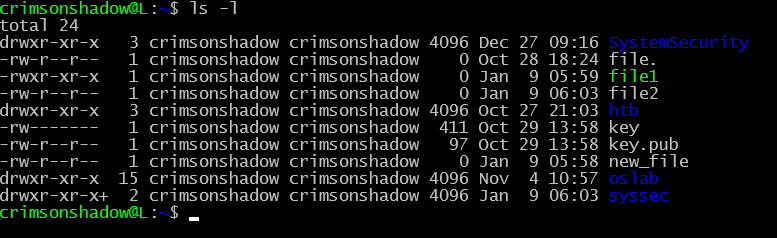 crimsonshadow@L:~$ ls -l
total 24
drwxr-xr-x   3 crimsonshadow crimsonshadow 4096 Dec 27 09:16 SystemSecurity
-rw-r--r--   1 crimsonshadow crimsonshadow    0 Oct 28 18:24 file.
-rwxr-xr-x   1 crimsonshadow crimsonshadow    0 Jan  9 05:59 file1
-rw-r--r--   1 crimsonshadow crimsonshadow    0 Jan  9 06:03 file2
drwxr-xr-x   3 crimsonshadow crimsonshadow 4096 Oct 27 21:03 htb
-rw-------   1 crimsonshadow crimsonshadow  411 Oct 29 13:58 key
-rw-r--r--   1 crimsonshadow crimsonshadow   97 Oct 29 13:58 key.pub
-rw-r--r--   1 crimsonshadow crimsonshadow    0 Jan  9 05:58 new_file
drwxr-xr-x  15 crimsonshadow crimsonshadow 4096 Nov  4 10:57 oslab
drwxr-xr-x+  2 crimsonshadow crimsonshadow 4096 Jan  9 06:03 syssec
crimsonshadow@L:~$